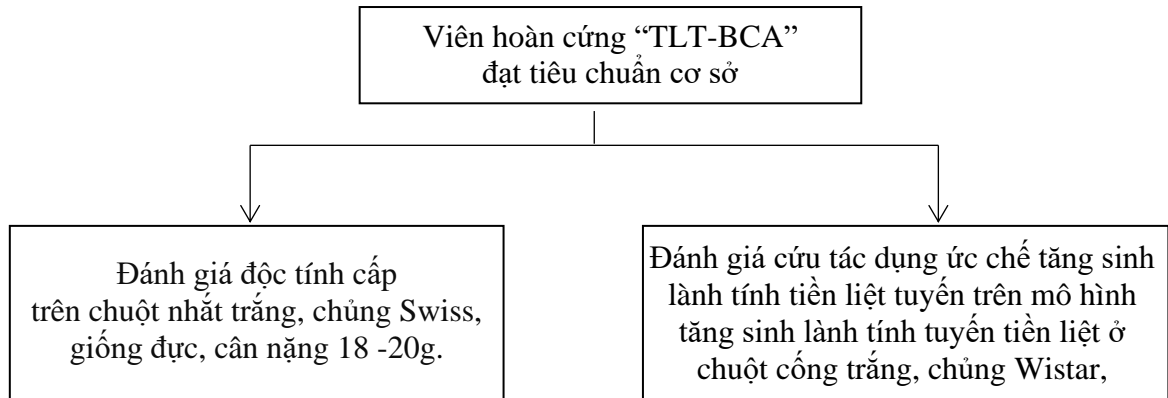 Viên hoàn cứng “TLT-BCA”
đạt tiêu chuẩn cơ sở
Đánh giá độc tính cấp
trên chuột nhắt trắng, chủng Swiss,
giống đực, cân nặng 18 -20g.
Đánh giá cứu tác dụng ức chế tăng sinh
lành tính tiền liệt tuyến trên mô hình
tăng sinh lành tính tuyến tiền liệt ở
chuột cống trắng, chủng Wistar,